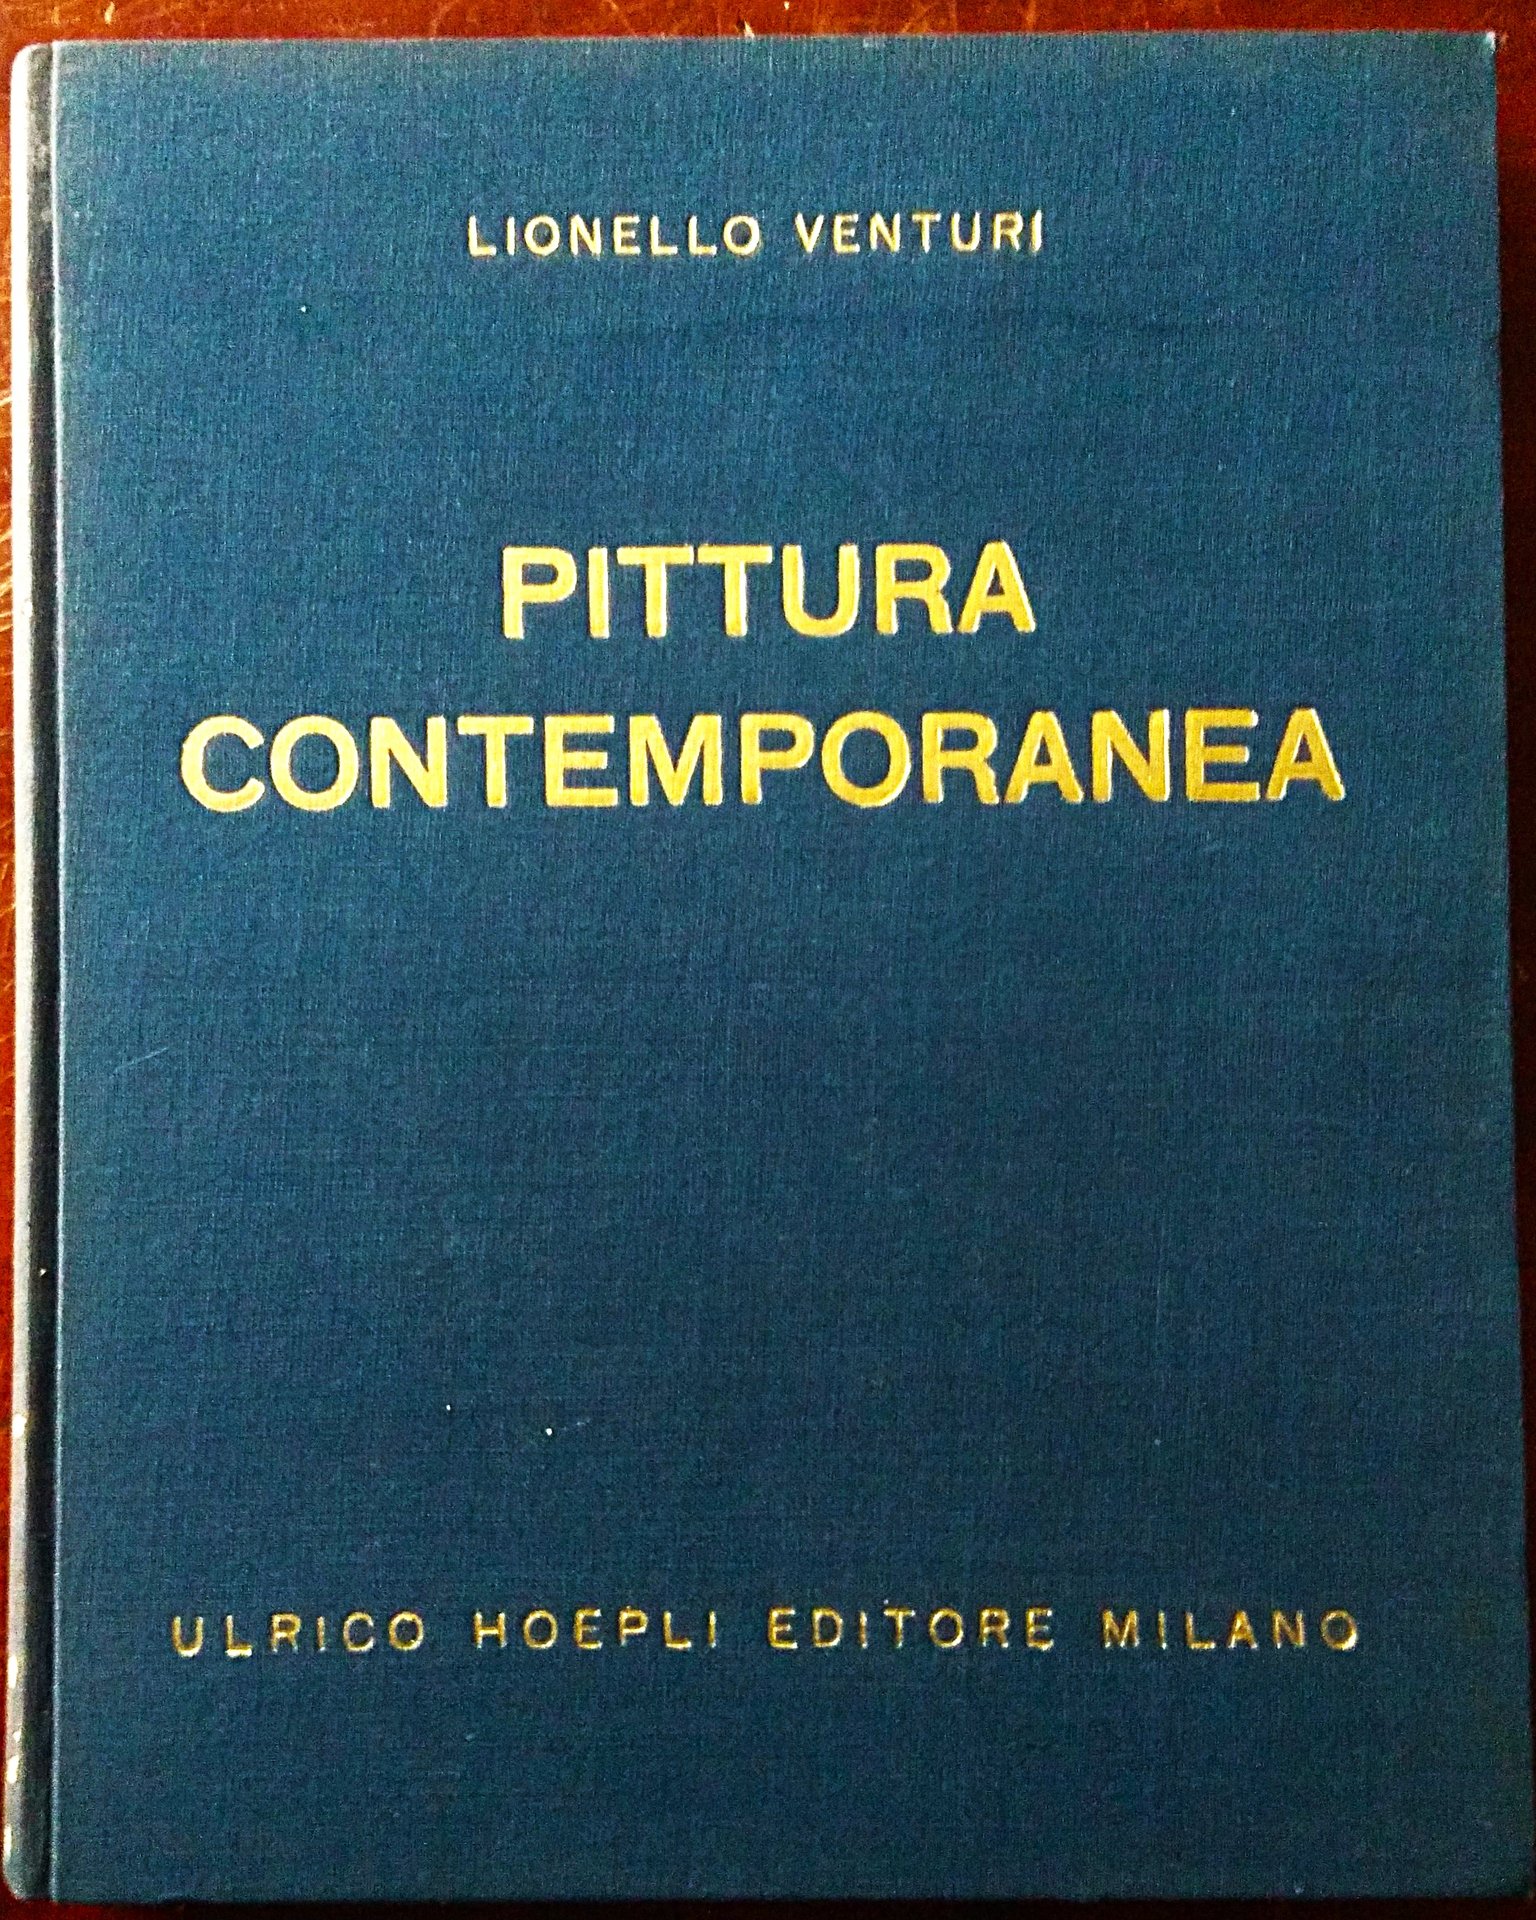 LIONELLO VENTURI
PITTURA
CONTEMPORANEA
ULRICO HOEPLI EDITORE MILANO